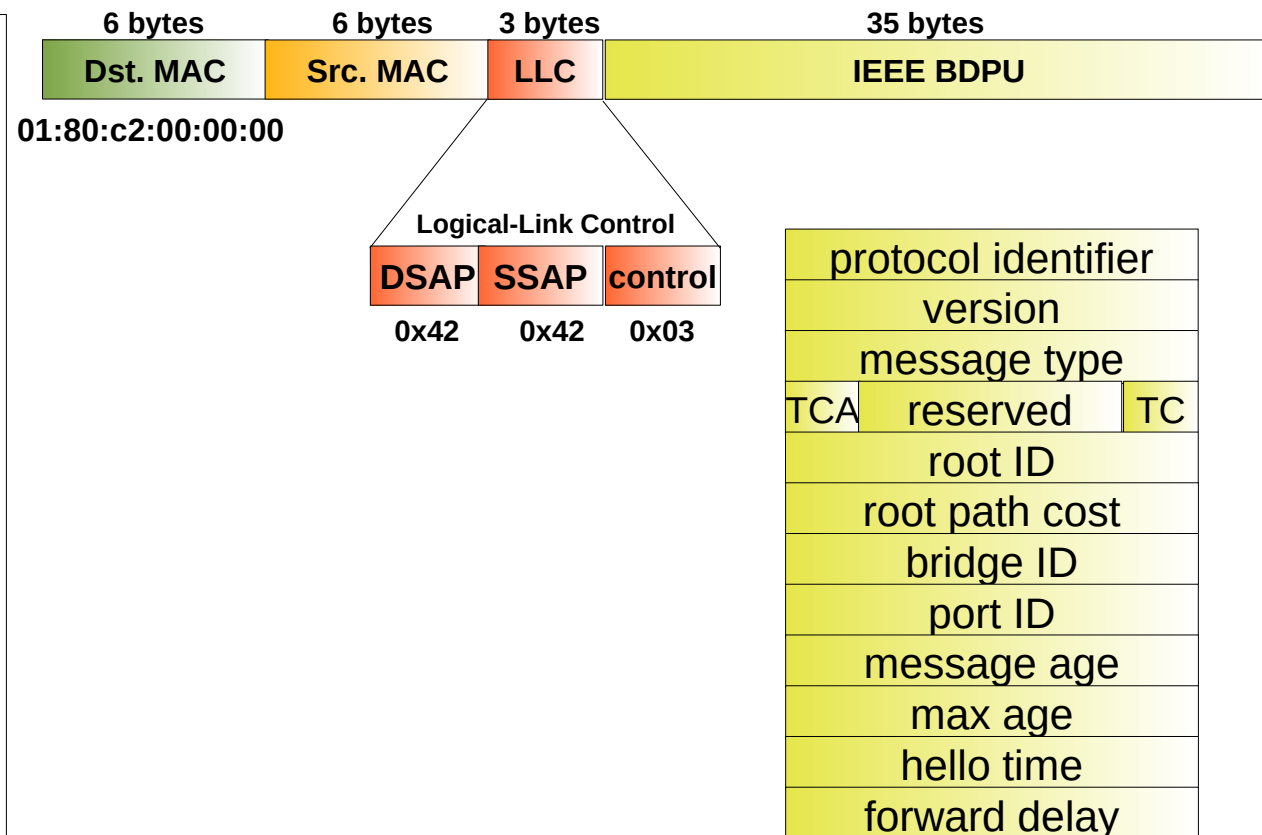 6 bytes 6 bytes 3 bytes 35 bytes
Dst. MAC Src. MAC LLC IEEE BDPU
01:80:c2:00:00:00
Logical-Link Control
DSAP SSAP control
0x42 0x42 0x03
protocol identifier
version
message type
TCA reserved TC
root ID
root path cost
bridge ID
port ID
message age
max age
hello time
forward delay